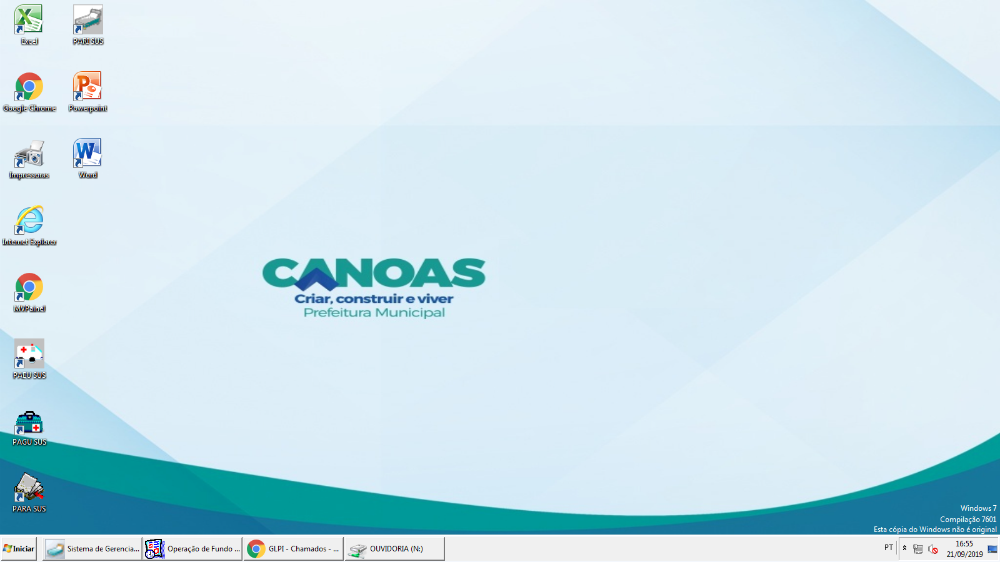 Excel
PARI SUS
Google Chrome
Powerpoint
Impressoras
Word
Internet Explorer
MVPainel
PAEU SUS
PAGU SUS
PARA SUS
CANOAS
Criar, construir e viver
Prefeitura Municipal
Windows 7
Compilação 7601
Esta cópia do Windows não é original
Iniciar
Sistema de Gerencia...
Operação de Fundo ...
GLPI - Chamados - ...
OUVIDORIA (N:)
PT
16:55
21/09/2019